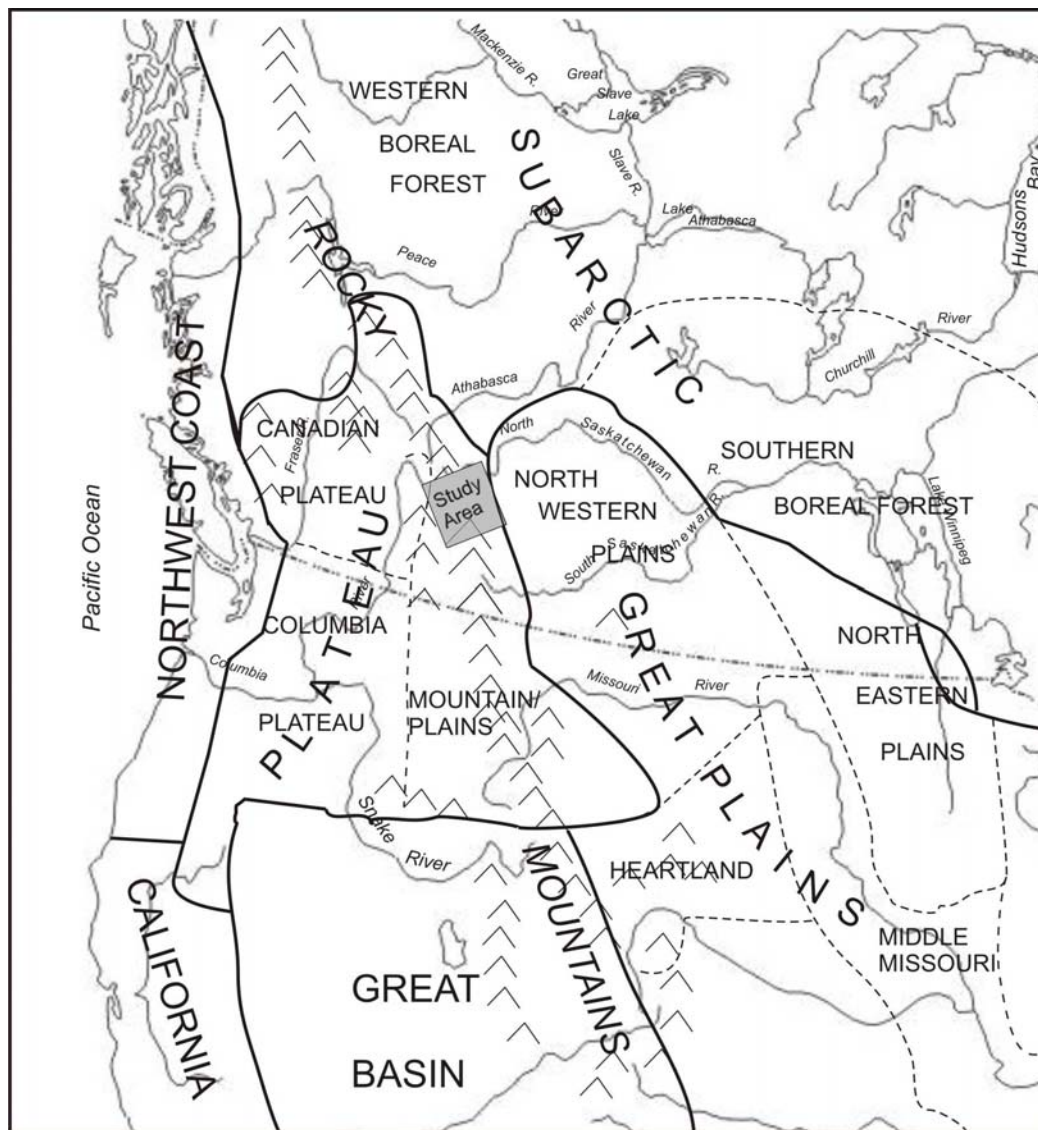 Mackenzie R.
Great
Slave
Lake
WESTERN
BOREAL
FOREST
SUBARCTIC
Slave R.
River
Lake
Athabasca
Hudsons Bay
ROCKY
Peace
River
River
Churchill
NORTHWEST COAST
Athabasca
CANADIAN
Fraser R.
North
Saskatchewan
R.
SOUTHERN
PLATEAU
Study
Area
NORTH
WESTERN
PLAINS
BOREAL FOREST
Lake Winnipeg
South
Saskatchewan R.
Pacific Ocean
PLATEAU
River
COLUMBIA
GREAT PLAINS
NORTH
Columbia
Missouri
River
EASTERN
MOUNTAIN/
PLAINS
PLATEAU
PLAINS
Snake
River
MOUNTAINS
HEARTLAND
CALIFORNIA
MIDDLE
MISSOURI
GREAT
BASIN